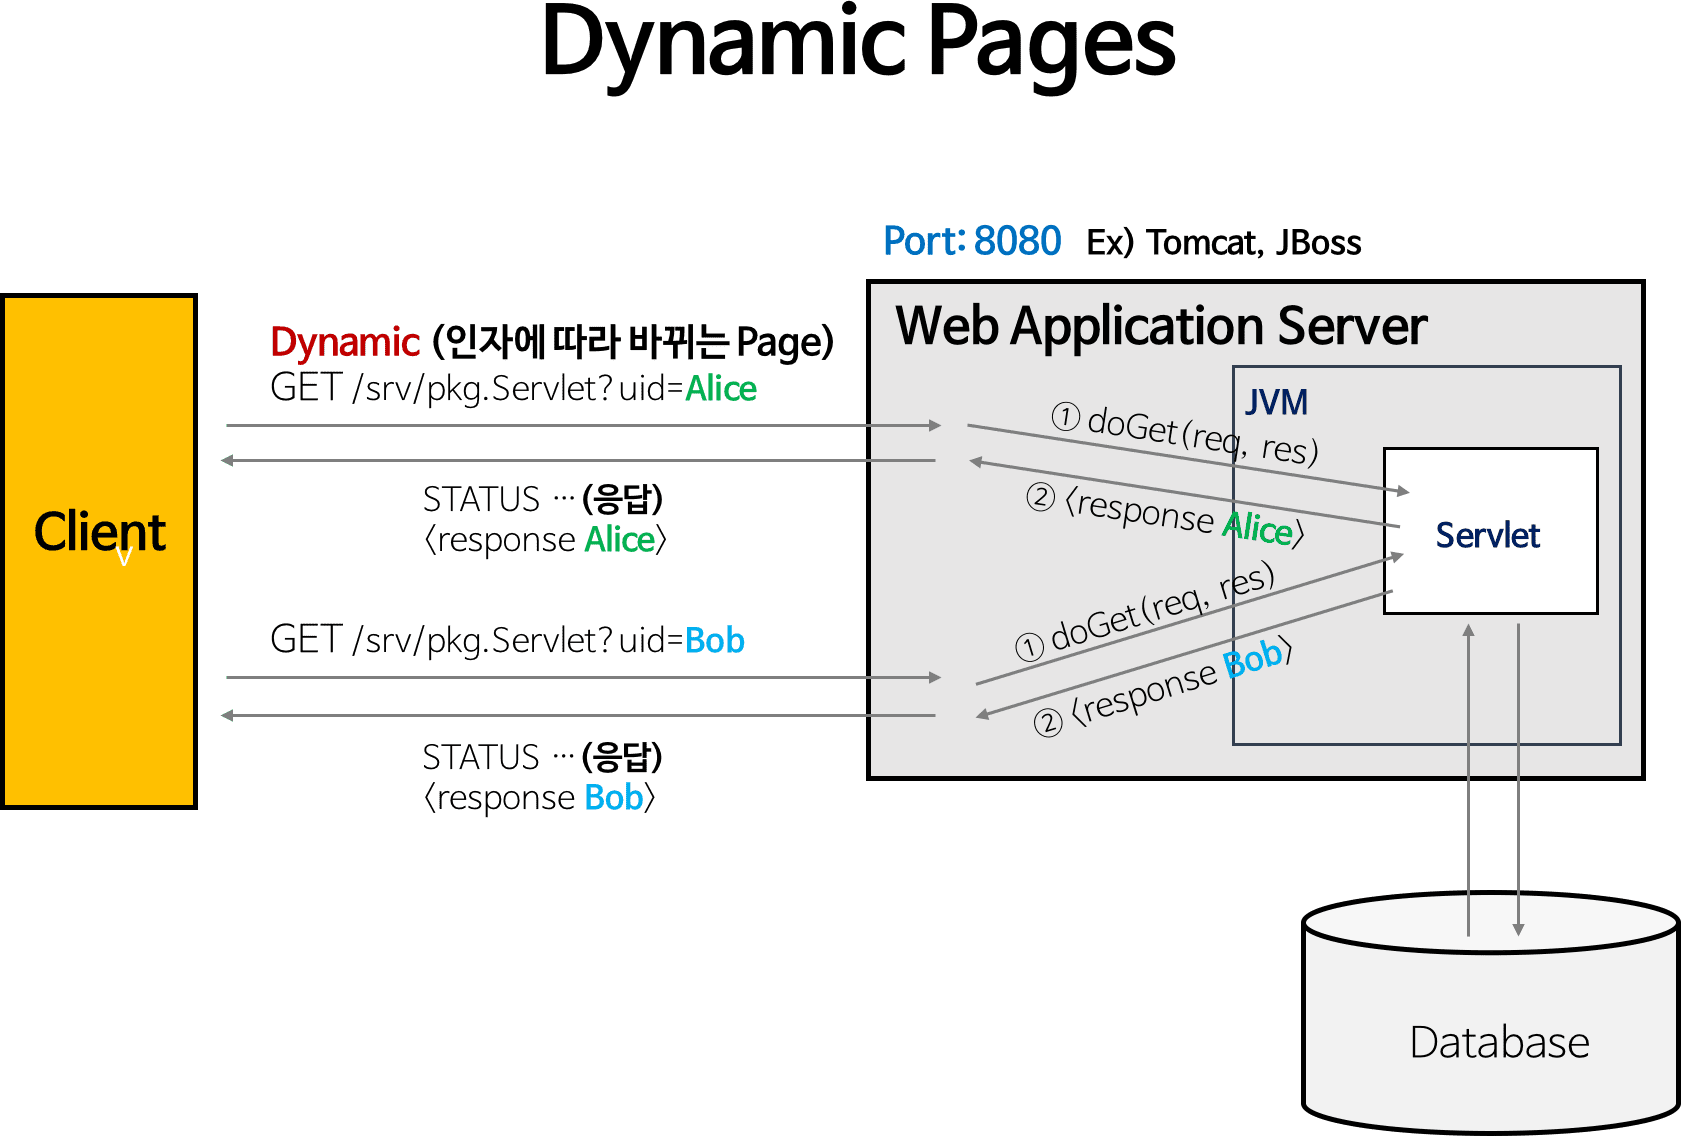 Dynamic Pages
Port: 8080 Ex) Tomcat, JBoss
Web Application Server
Dynamic (인자에 따라 바뀌는 Page)
GET /srv/pkg.Servlet?uid=Alice
JVM
① doGet(req, res)
② <response Alice>
STATUS … (응답)
<response Alice>
Client
v
Servlet
① doGet(req, res)
② <response Bob>
GET /srv/pkg.Servlet?uid=Bob
STATUS … (응답)
<response Bob>
Database